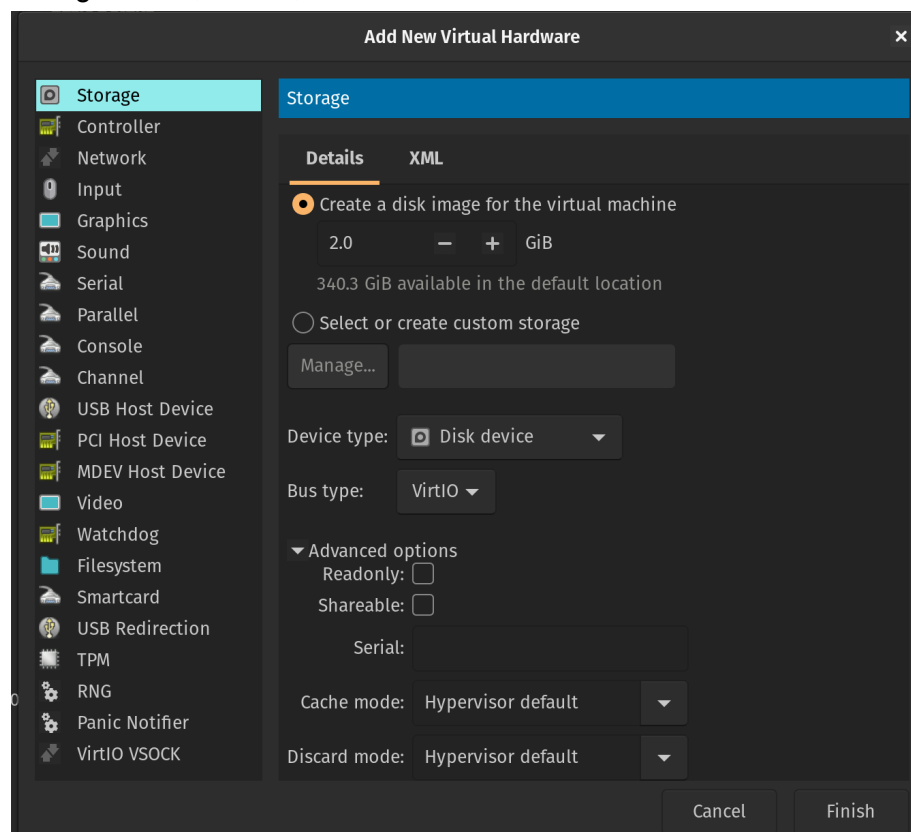 Add New Virtual Hardware
Storage
Controller
Network
Input
Graphics
Sound
Serial
Parallel
Console
Channel
USB Host Device
PCI Host Device
MDEV Host Device
Video
Watchdog
Filesystem
Smartcard
USB Redirection
TPM
RNG
Panic Notifier
VirtIO VSOCK
Storage
Details XML
Create a disk image for the virtual machine
2.0 − + GiB
340.3 GiB available in the default location
Select or create custom storage
Manage...
Device type: Disk device
Bus type: VirtIO
Advanced options
Readonly:
Shareable:
Serial:
Cache mode: Hypervisor default
Discard mode: Hypervisor default
Cancel Finish